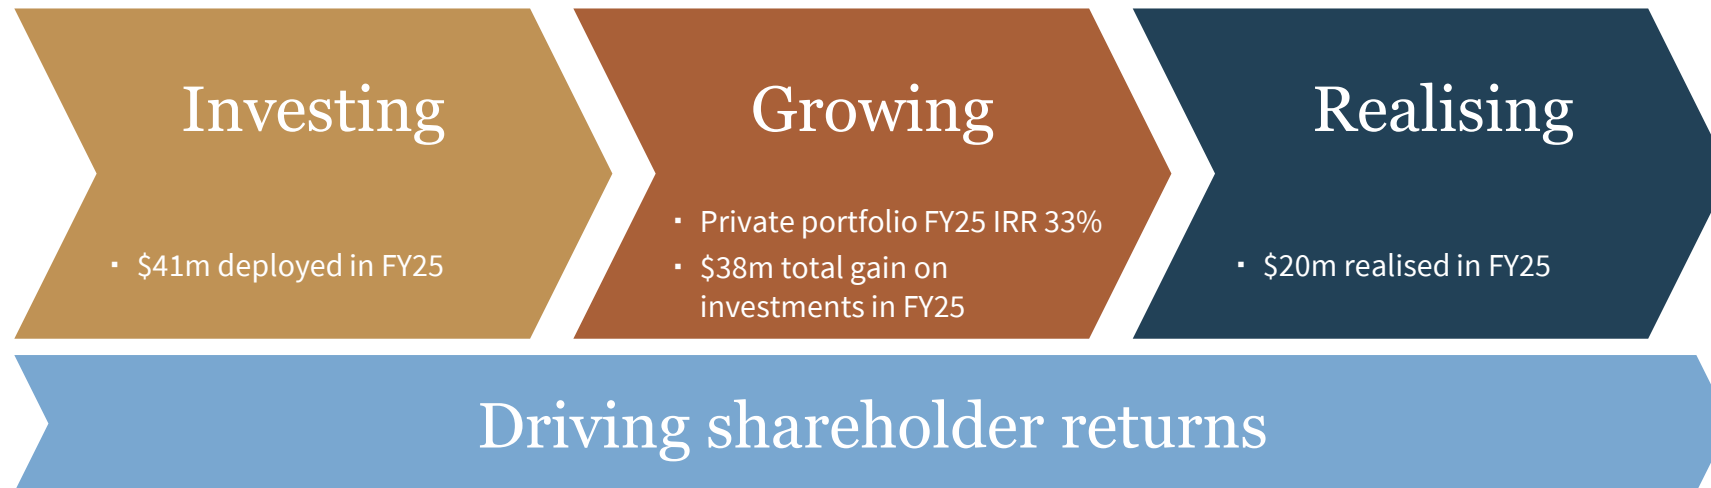 Investing
▪ $41m deployed in FY25
Growing
▪ Private portfolio FY25 IRR 33%
▪ $38m total gain on
investments in FY25
Realising
▪ $20m realised in FY25
Driving shareholder returns